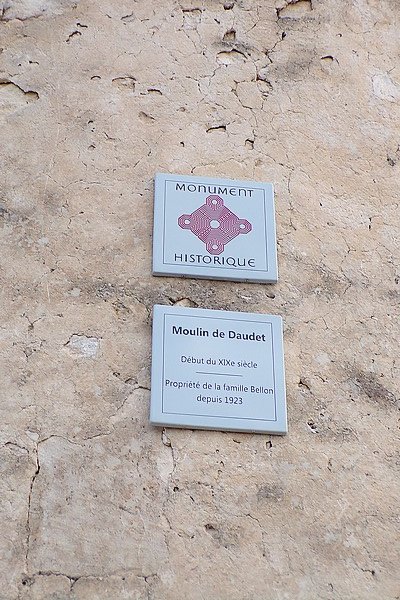 MONUMENT
HISTORIQUE
Moulin de Daudet
Début du XIXe siècle
Propriété de la famille Bellon
depuis 1923